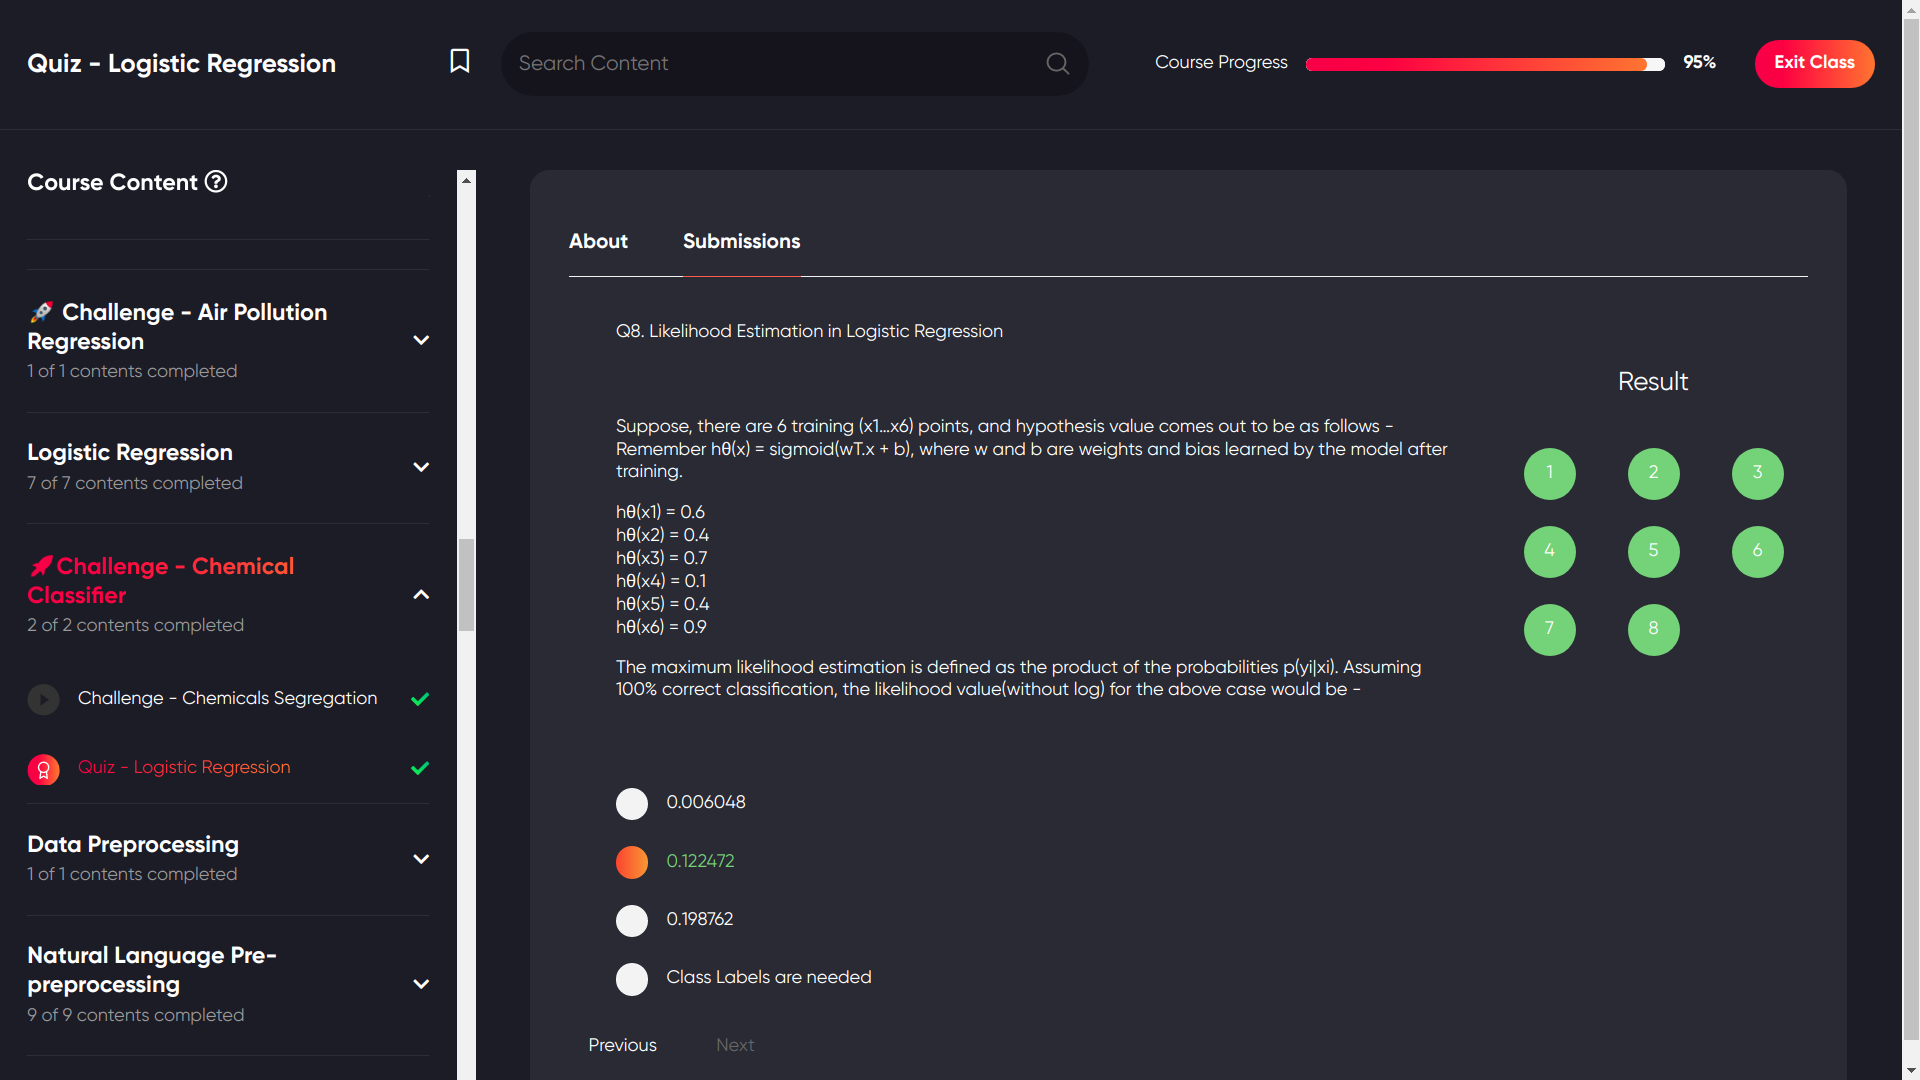 Quiz - Logistic Regression
Search Content
Course Progress
95%
Exit Class
Course Content
Challenge - Air Pollution
Regression
1 of 1 contents completed
Logistic Regression
7 of 7 contents completed
Challenge - Chemical
Classifier
2 of 2 contents completed
Challenge - Chemicals Segregation
Quiz - Logistic Regression
Data Preprocessing
1 of 1 contents completed
Natural Language Pre-
preprocessing
9 of 9 contents completed
About
Submissions
Q8. Likelihood Estimation in Logistic Regression
Suppose, there are 6 training (x1...x6) points, and hypothesis value comes out to be as follows -
Remember hθ(x) = sigmoid(wT.x + b), where w and b are weights and bias learned by the model after
training.
hθ(x1) = 0.6
hθ(x2) = 0.4
hθ(x3) = 0.7
hθ(x4) = 0.1
hθ(x5) = 0.4
hθ(x6) = 0.9
The maximum likelihood estimation is defined as the product of the probabilities p(yi|xi). Assuming
100% correct classification, the likelihood value(without log) for the above case would be -
0.006048
0.122472
0.198762
Class Labels are needed
Previous
Next
Result
1
2
3
4
5
6
7
8